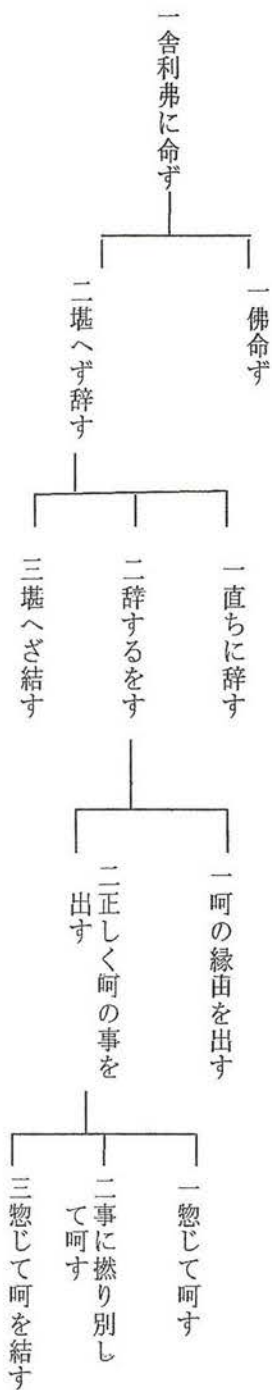 一舎利弗に命ず
一佛命ず
二堪へず辞す
一直ちに辞す
二辞するをす
三堪へざ結す
一呵の縁由を出す
二正しく呵の事を
出す
一惣じて呵す
二事に撚り別し
て呵す
三惣じて呵を結す